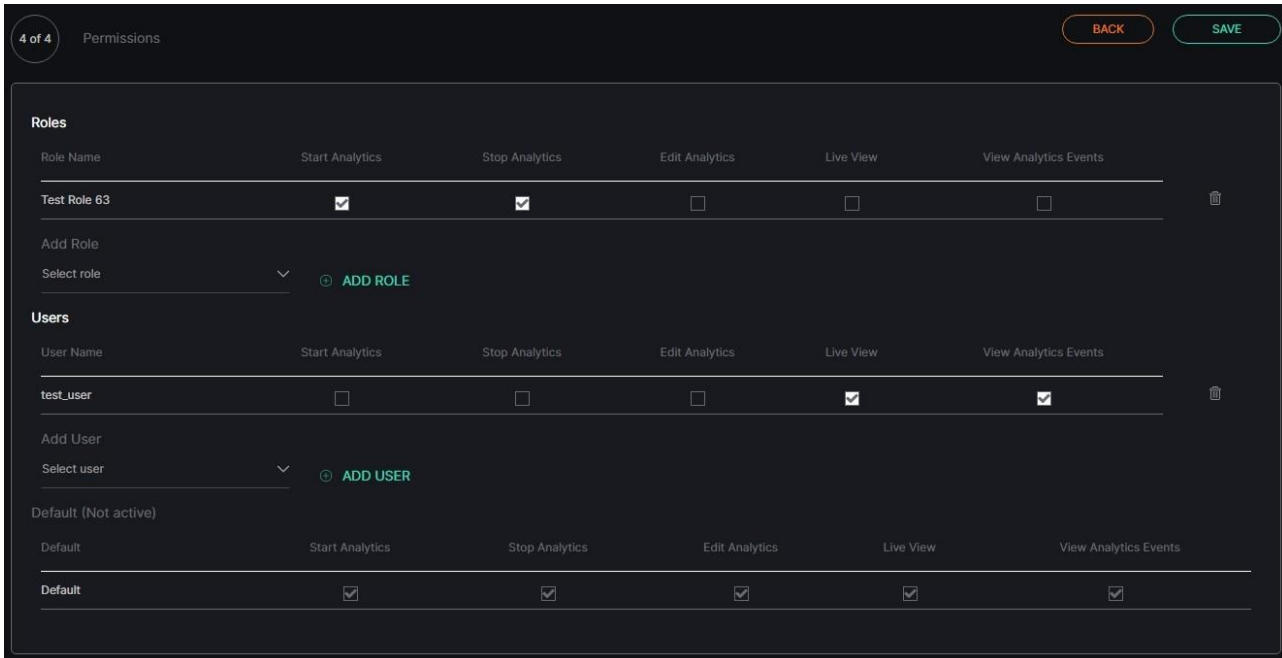 4 of 4 Permissions BACK SAVE
Roles
Role Name Start Analytics Stop Analytics Edit Analytics Live View View Analytics Events
Test Role 63
Add Role
Select role
ADD ROLE
Users
User Name Start Analytics Stop Analytics Edit Analytics Live View View Analytics Events
test_user
Add User
Select user
ADD USER
Default (Not active)
Default Start Analytics Stop Analytics Edit Analytics Live View View Analytics Events
Default